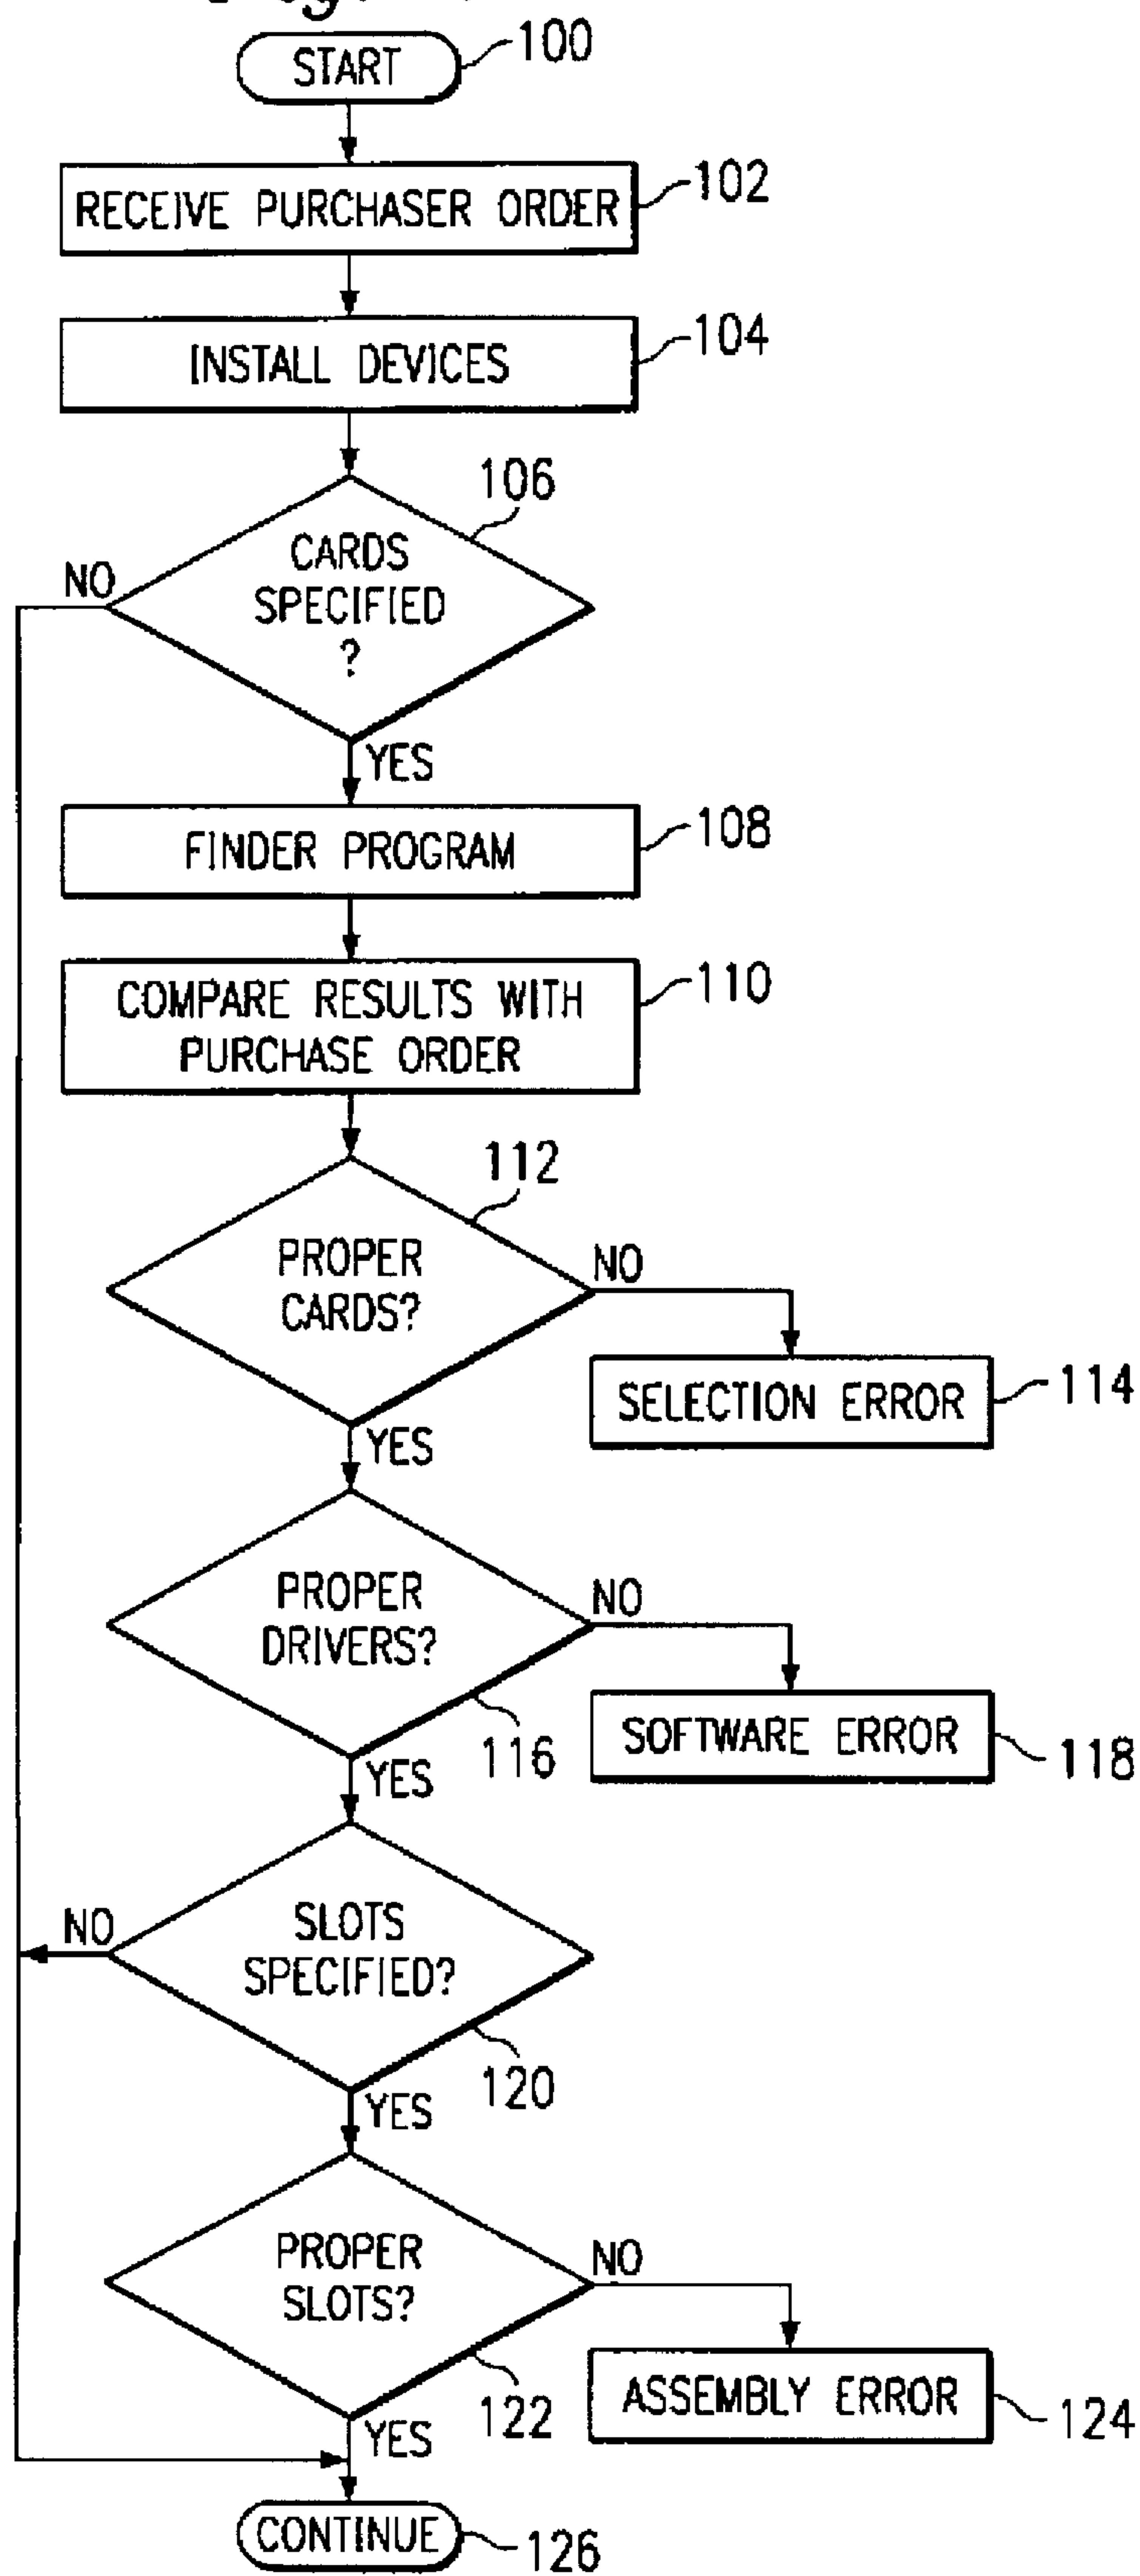 START
100
RECEIVE PURCHASER ORDER
102
INSTALL DEVICES
104
106
CARDS
SPECIFIED
?
NO
YES
FINDER PROGRAM
108
COMPARE RESULTS WITH
PURCHASE ORDER
110
112
PROPER
CARDS?
NO
SELECTION ERROR
114
YES
PROPER
DRIVERS?
NO
116
SOFTWARE ERROR
118
YES
SLOTS
SPECIFIED?
NO
120
YES
PROPER
SLOTS?
NO
122
ASSEMBLY ERROR
124
YES
CONTINUE
126